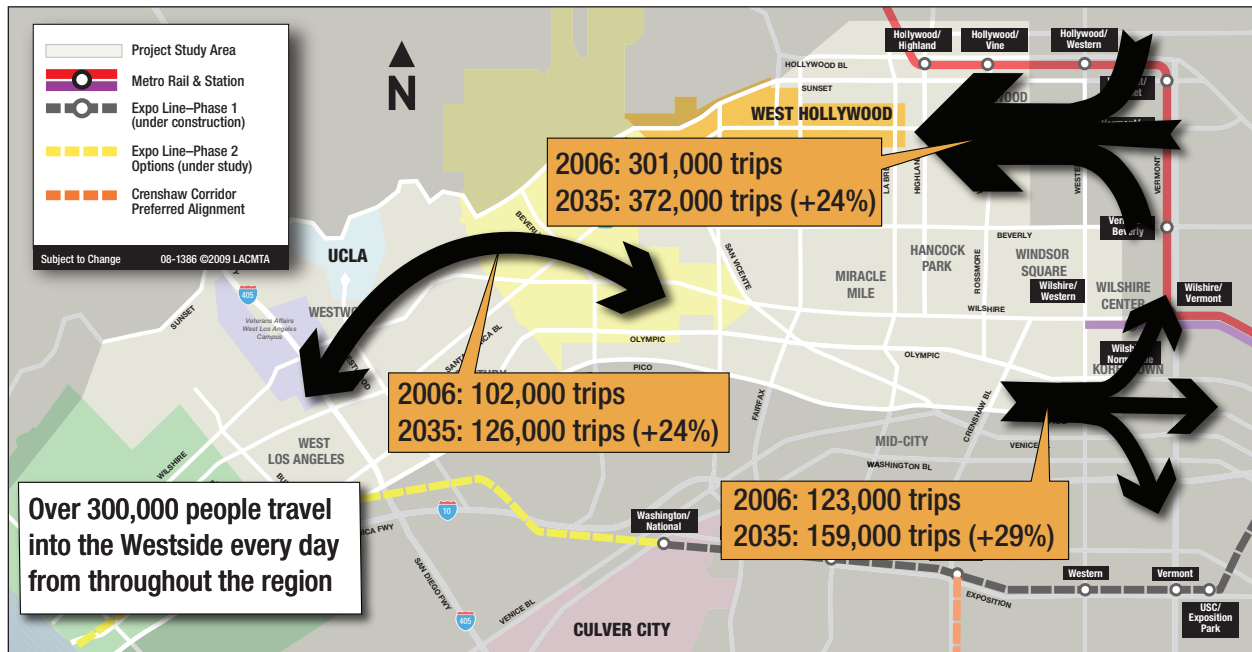 Project Study Area
Metro Rail & Station
Expo Line–Phase 1
(under construction)
Expo Line–Phase 2
Options (under study)
Crenshaw Corridor
Preferred Alignment
Subject to Change 08-1386 ©2009 LACMTA
N
Hollywood/
Highland
Hollywood/
Vine
Hollywood/
Western
HOLLYWOOD BL
SUNSET
WEST HOLLYWOOD
2006: 301,000 trips
2035: 372,000 trips (+24%)
HIGHLAND
VERMONT
BEVERLY
Beverly
UCLA
405
Veterans Affairs
West Los Angeles
Campus
SUNSET
SAN VICENTE
MIRACLE
MILE
HANCOCK
PARK
ROSSMORE
WINDSOR
SQUARE
Wilshire/
Western
WILSHIRE
CENTER
Wilshire/
Vermont
WILSHIRE
OLYMPIC
OLYMPIC
PICO
2006: 102,000 trips
2035: 126,000 trips (+24%)
FAIRFAX
CRENSHAW BL
MID-CITY
VENICE
WASHINGTON BL
WEST
LOS ANGELES
WILSHIRE
2006: 123,000 trips
2035: 159,000 trips (+29%)
Over 300,000 people travel
into the Westside every day
from throughout the region
10
FWY
Washington/
National
SAN DIEGO FWY
405
VENICE BL
CULVER CITY
EXPOSITION
Western
Vermont
USC/
Exposition
Park